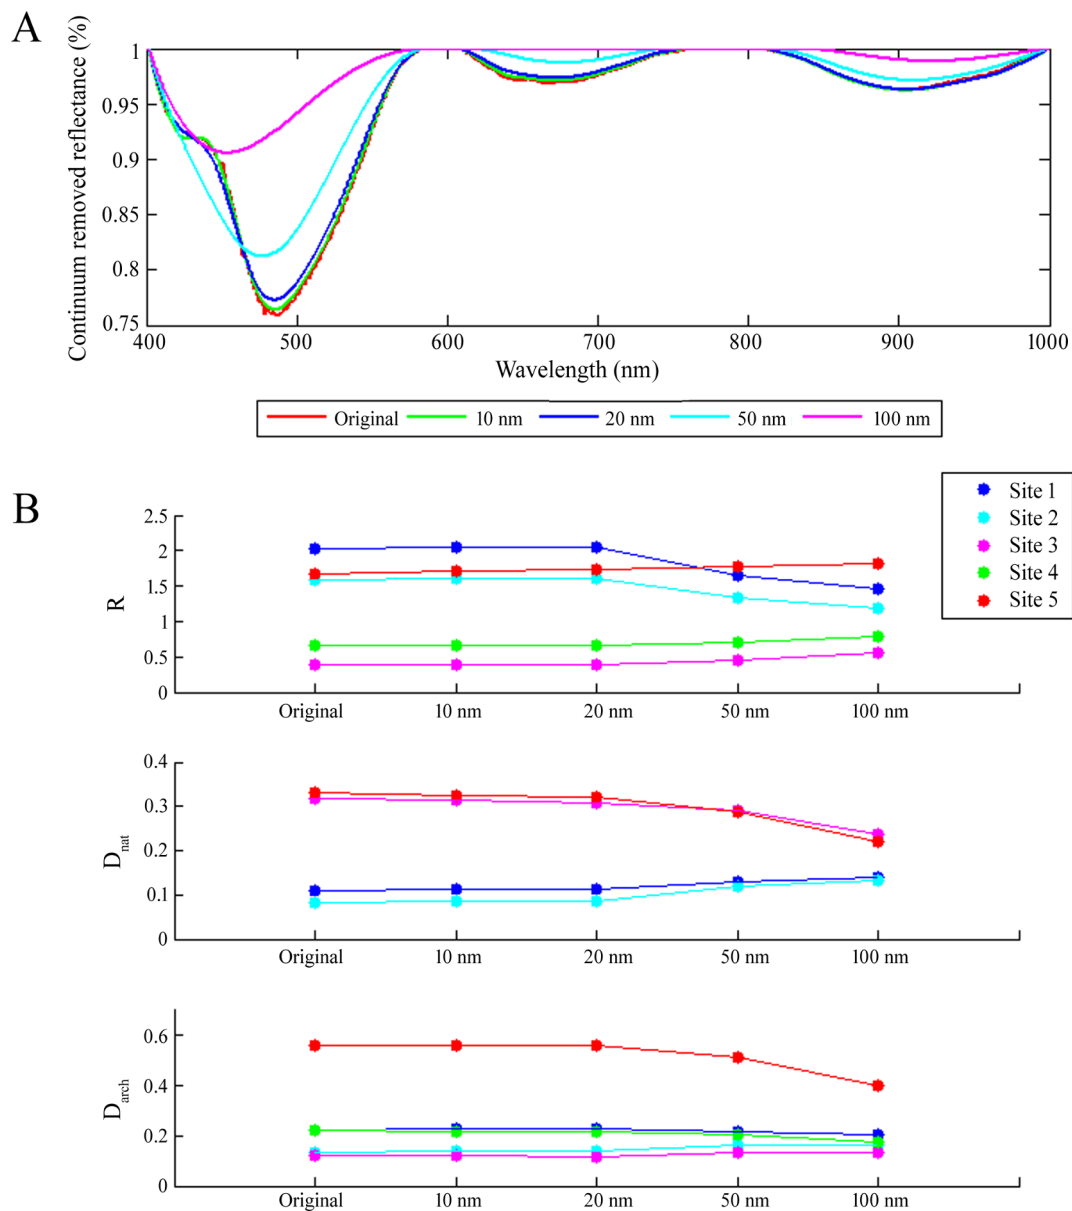 A
Continuum removed reflectance (%)
1
0.95
0.9
0.85
0.8
0.75
400 500 600 700 800 900 1000
Wavelength (nm)
Original 10 nm 20 nm 50 nm 100 nm
B
Site 1
Site 2
Site 3
Site 4
Site 5
R
2.5
2
1.5
1
0.5
0
Original 10 nm 20 nm 50 nm 100 nm
Dnat
0.4
0.3
0.2
0.1
0
Original 10 nm 20 nm 50 nm 100 nm
Darch
0.6
0.4
0.2
0
Original 10 nm 20 nm 50 nm 100 nm